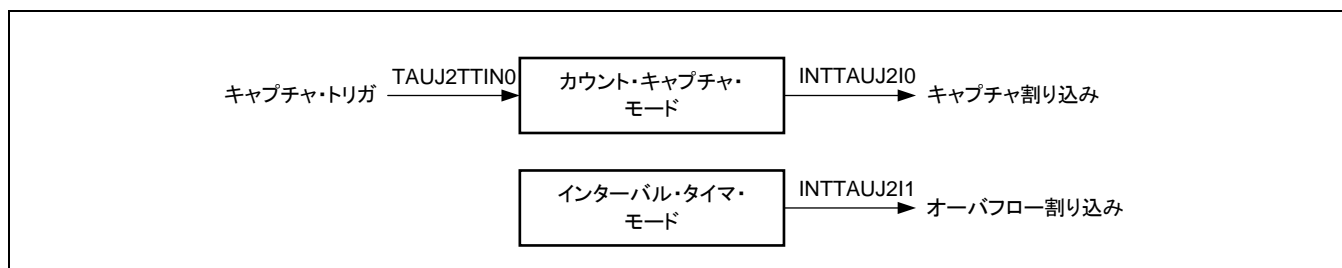 キャプチャ・トリガ
TAUJ2TTIN0
カウント・キャプチャ・
モード
INTTAUJ2I0
キャプチャ割り込み
インターバル・タイマ・
モード
INTTAUJ2I1
オーバフロー割り込み